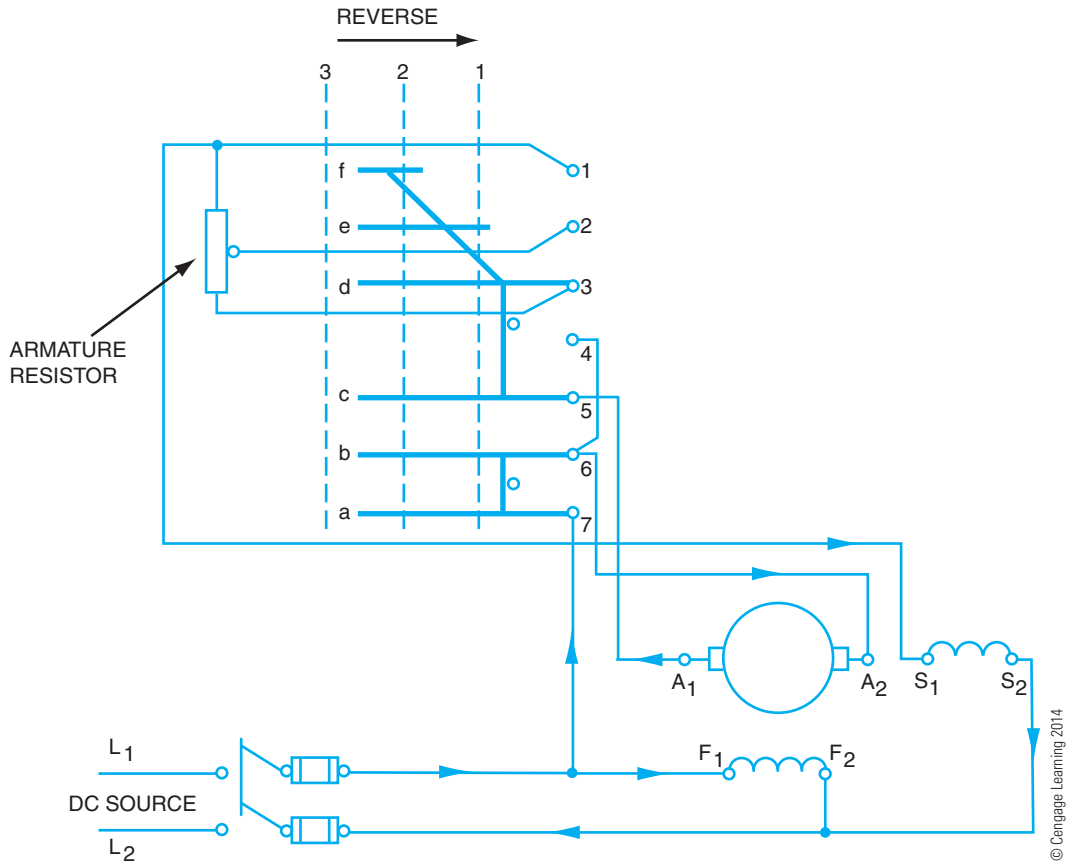 REVERSE
3 2 1
f
1
e
2
d
3
4
ARMATURE
RESISTOR
c
5
b
6
a
7
A1
A2
S1
S2
L1
F1
F2
DC SOURCE
L2
© Cengage Learning 2014